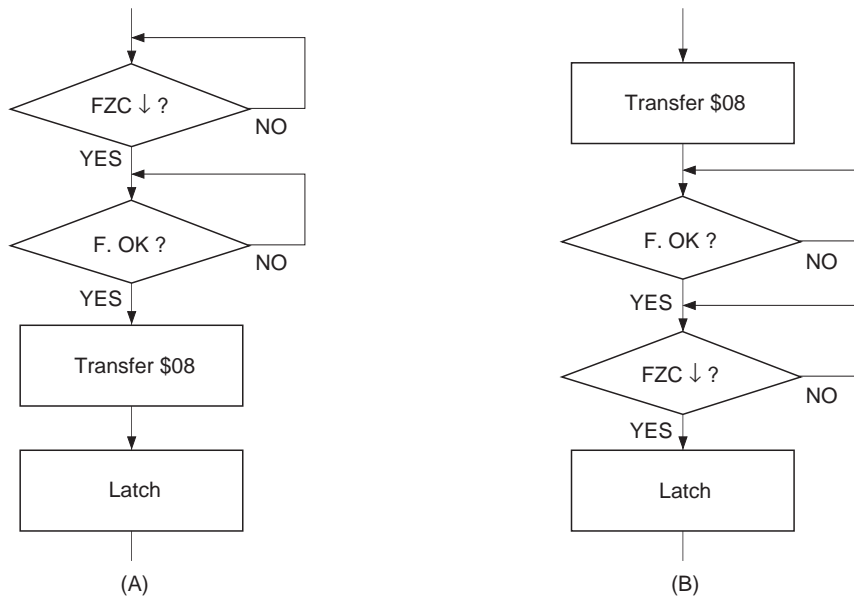 FZC ↓ ?
NO
YES
F. OK ?
NO
YES
Transfer $08
Latch
(A)
Transfer $08
F. OK ?
NO
YES
FZC ↓ ?
NO
YES
Latch
(B)